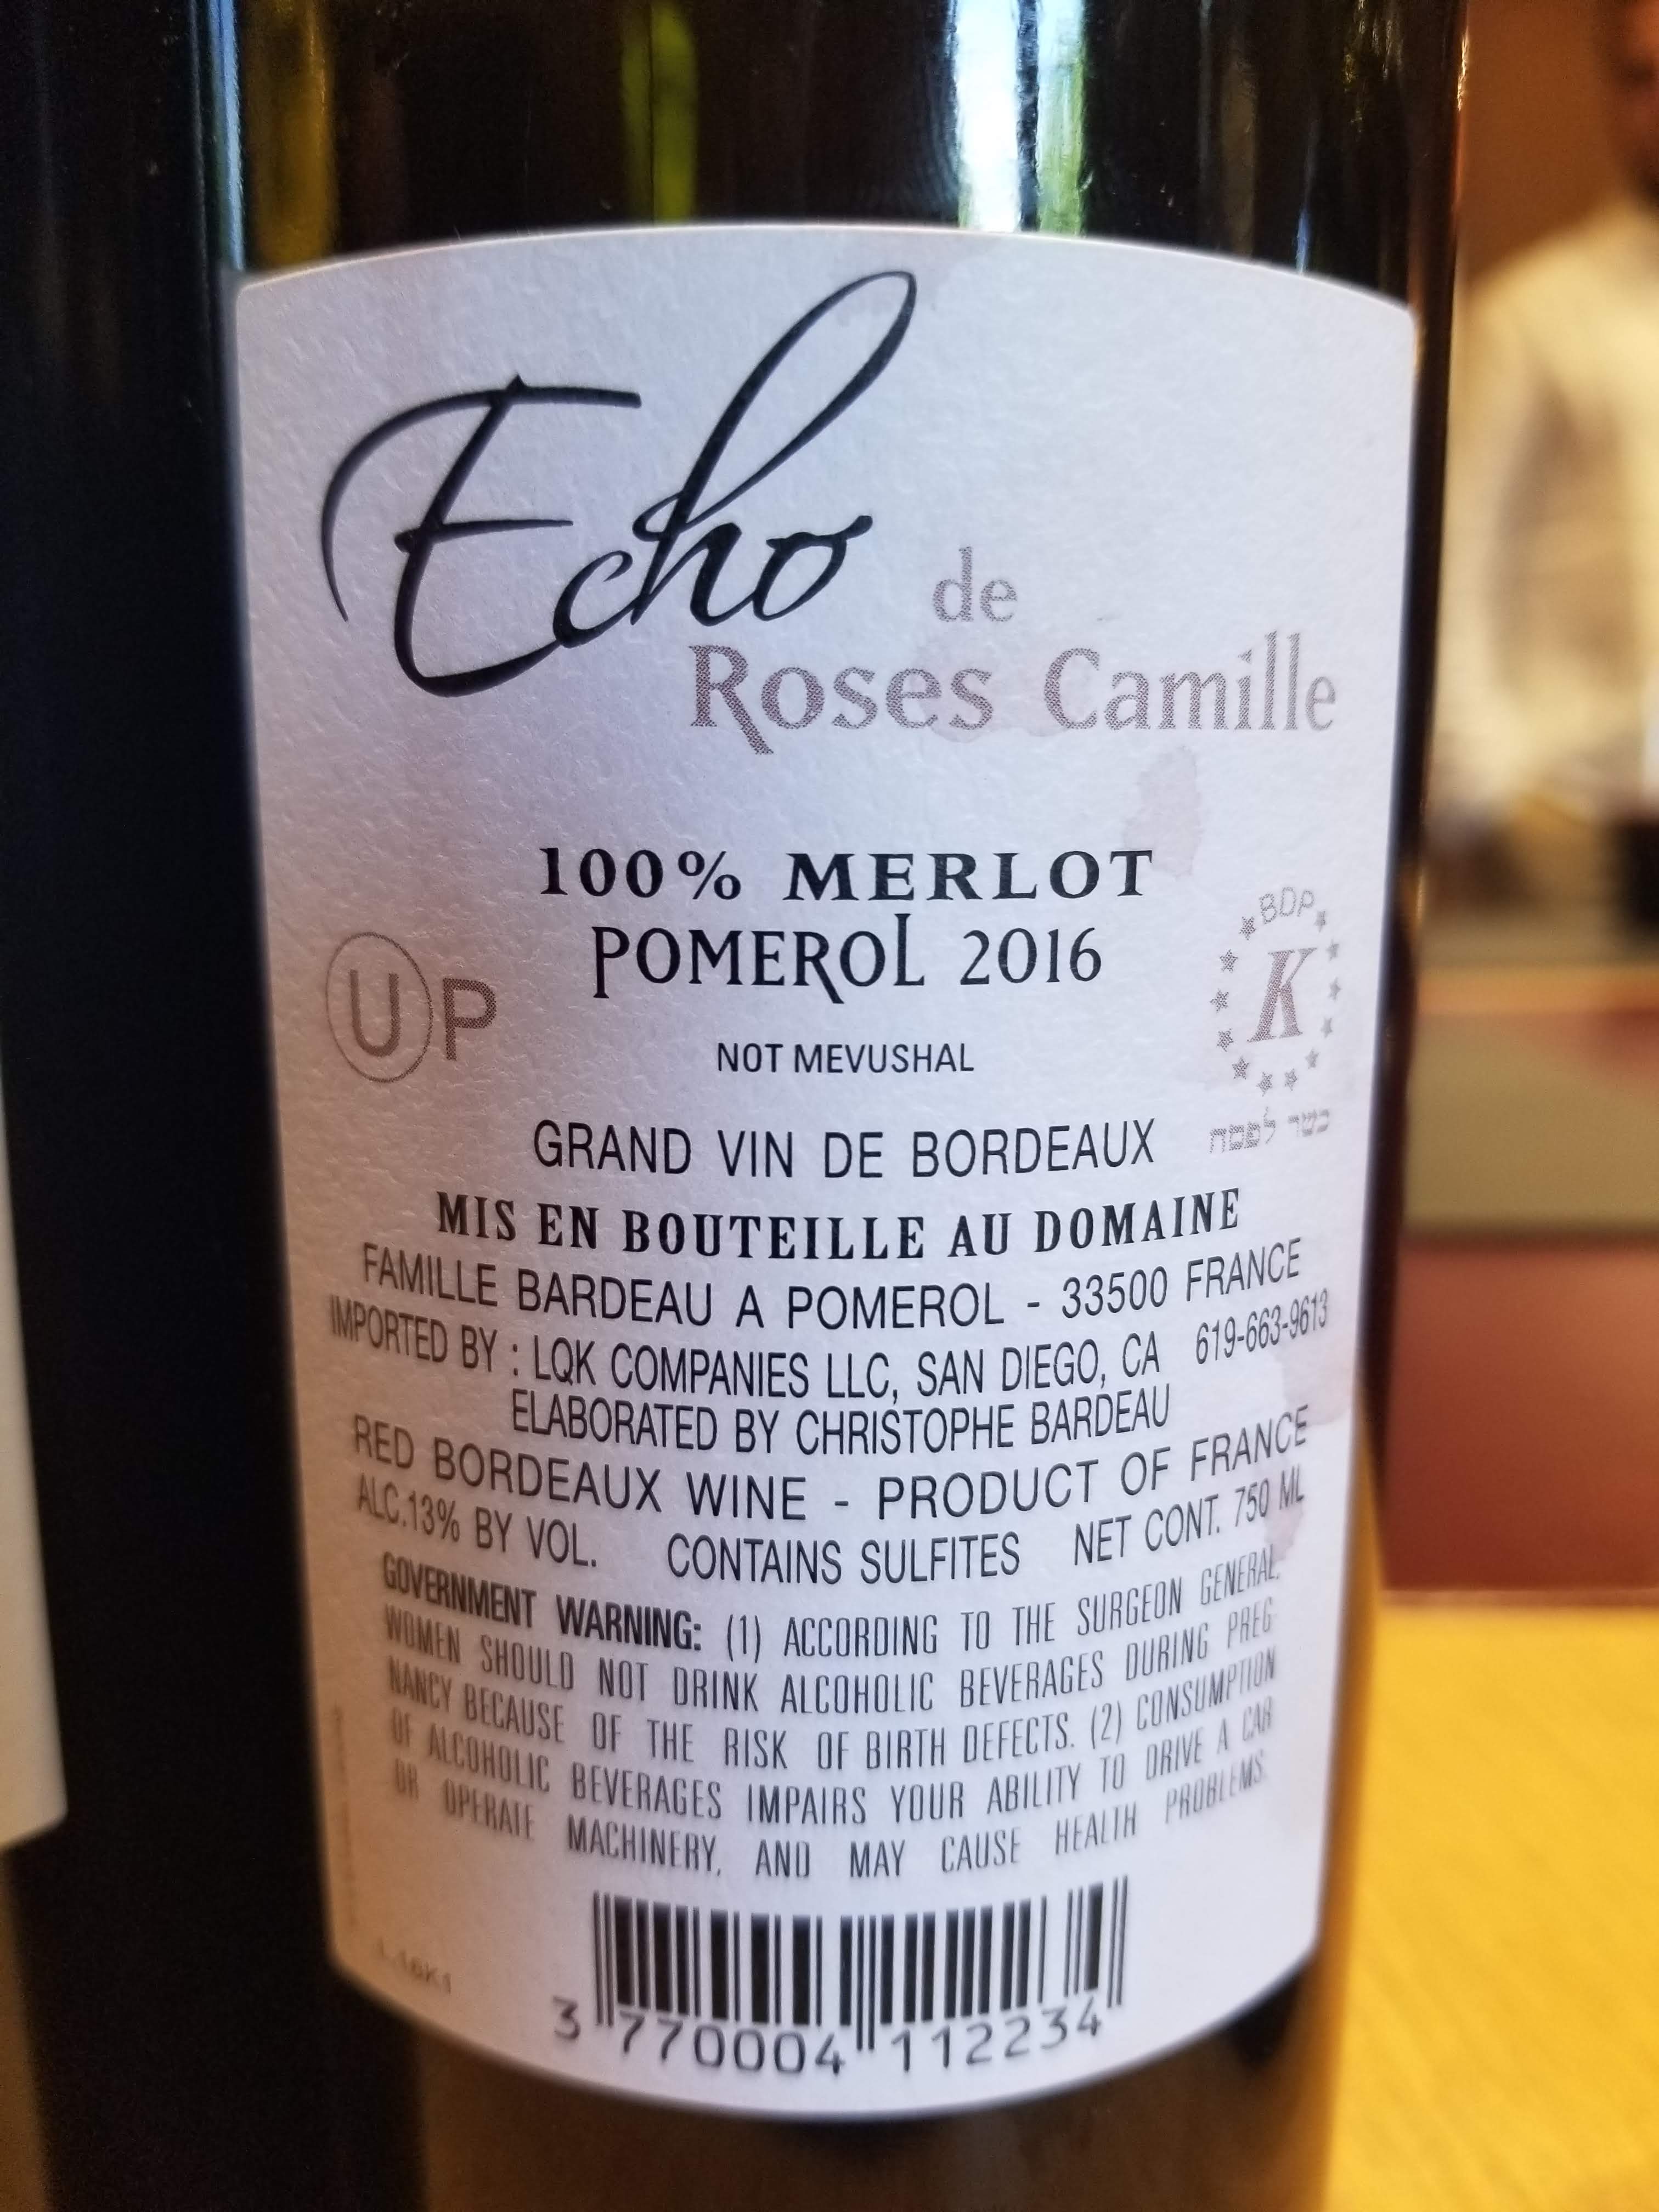 Echo de
Roses Camille
100% MERLOT
POMEROL 2016
BDP
K
UP
NOT MEVUSHAL
כשר לפסח
GRAND VIN DE BORDEAUX
MIS EN BOUTEILLE AU DOMAINE
FAMILLE BARDEAU A POMEROL - 33500 FRANCE
IMPORTED BY : LQK COMPANIES LLC, SAN DIEGO, CA 619-663-9613
ELABORATED BY CHRISTOPHE BARDEAU
RED BORDEAUX WINE - PRODUCT OF FRANCE
ALC.13% BY VOL. CONTAINS SULFITES NET CONT. 750 ML
GOVERNMENT WARNING: (1) ACCORDING TO THE SURGEON GENERAL,
WOMEN SHOULD NOT DRINK ALCOHOLIC BEVERAGES DURING PREG-
NANCY BECAUSE OF THE RISK OF BIRTH DEFECTS. (2) CONSUMPTION
OF ALCOHOLIC BEVERAGES IMPAIRS YOUR ABILITY TO DRIVE A CAR
OR OPERATE MACHINERY, AND MAY CAUSE HEALTH PROBLEMS.
3 770004 112234